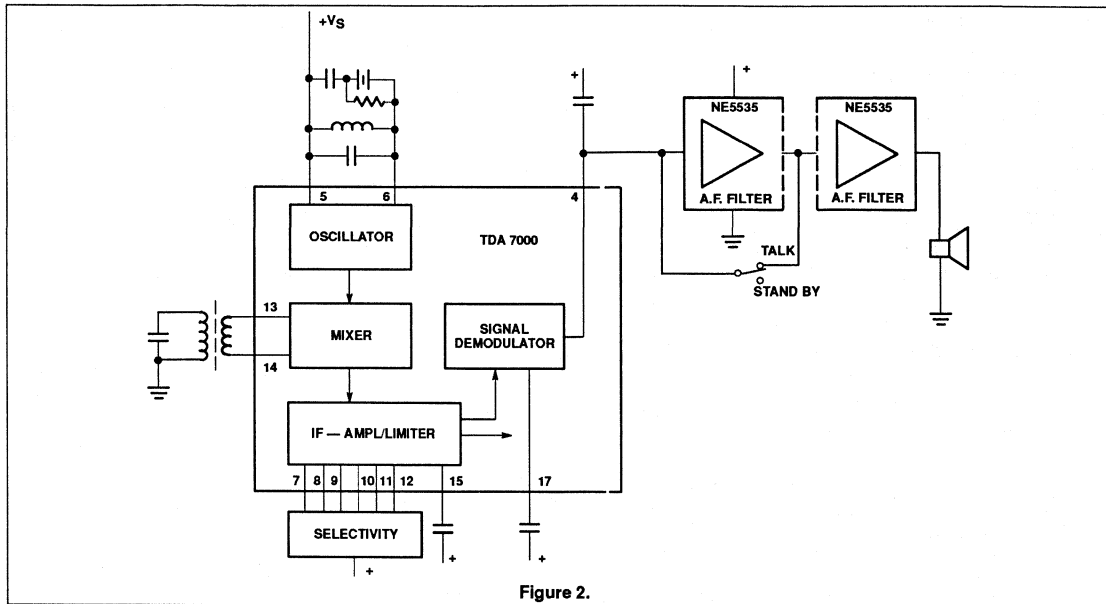 +VS
+
+
NE5535
NE5535
A.F. FILTER
A.F. FILTER
5
6
4
OSCILLATOR
TDA 7000
TALK
STAND BY
13
MIXER
14
SIGNAL
DEMODULATOR
IF — AMPL/LIMITER
7
8
9
10
11
12
15
17
SELECTIVITY
+
+
+
Figure 2.